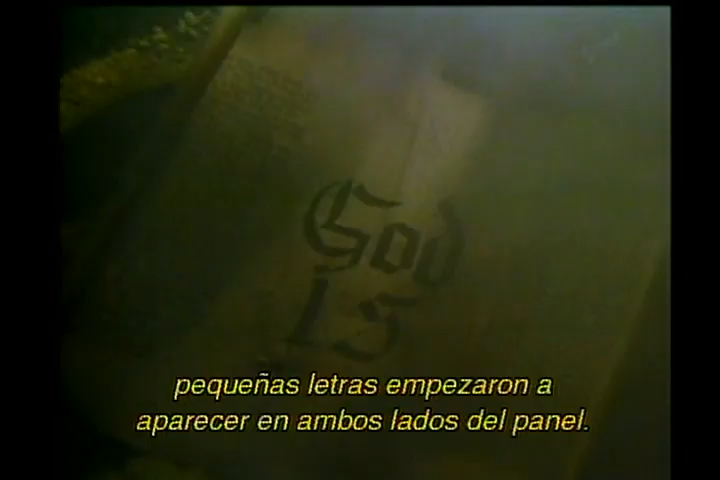 God
is
pequeñas letras empezaron a
aparecer en ambos lados del panel.